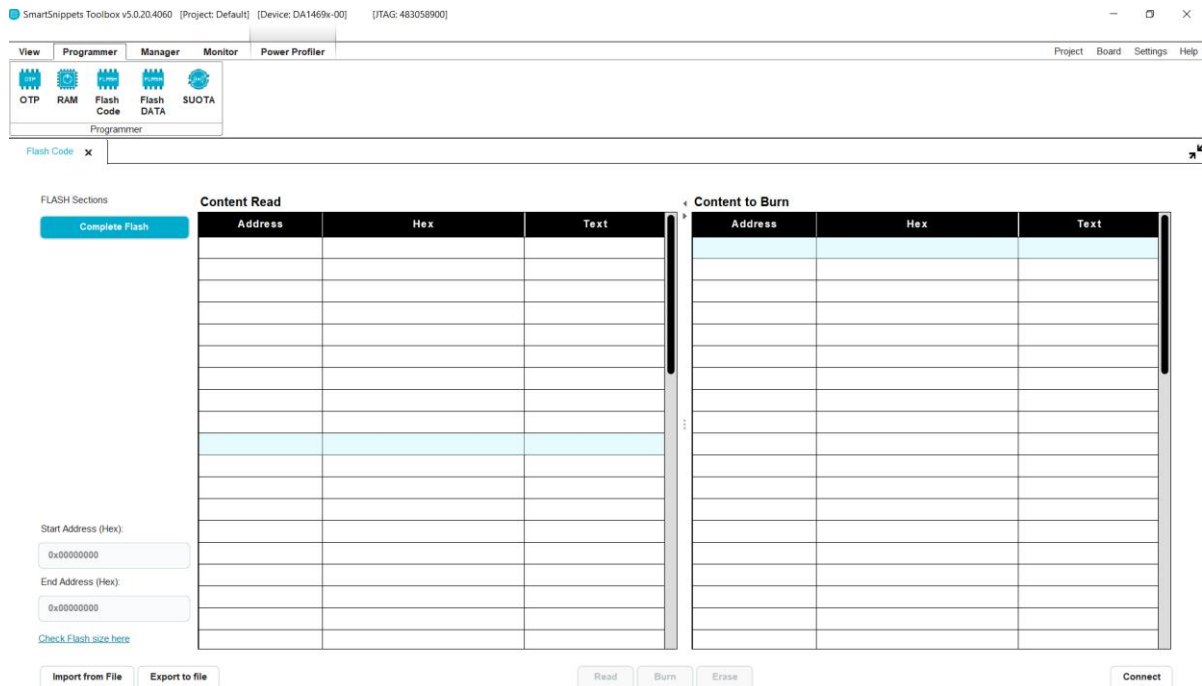 SmartSnippets Toolbox v5.0.20.4060 [Project: Default] [Device: DA1469x-00] [JTAG: 483058900]
View Programmer Manager Monitor Power Profiler Project Board Settings Help
OTP FLASH FLASH
OTP RAM Flash Code Flash DATA SUOTA
Programmer
Flash Code
FLASH Sections
Complete Flash
Content Read
Address Hex Text
Content to Burn
Address Hex Text
Start Address (Hex):
0x00000000
End Address (Hex):
0x00000000
Check Flash size here
Import from File Export to file Read Burn Erase Connect